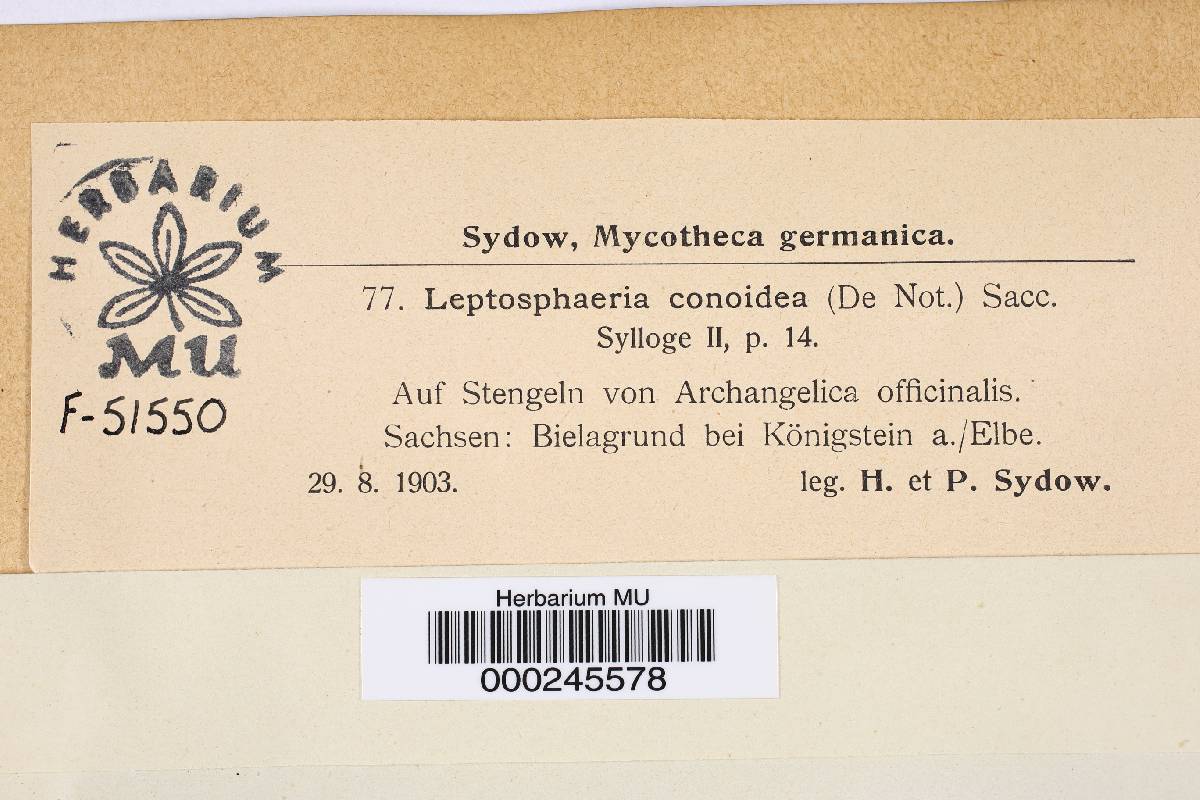 HERBARIUM
MU
F-51550
Sydow, Mycotheca germanica.
77. Leptosphaeria conoidea (De Not.) Sacc.
Sylloge II, p. 14.
Auf Stengeln von Archangelica officinalis.
Sachsen: Bielagrund bei Königstein a./Elbe.
29. 8. 1903. leg. H. et P. Sydow.
Herbarium MU
000245578